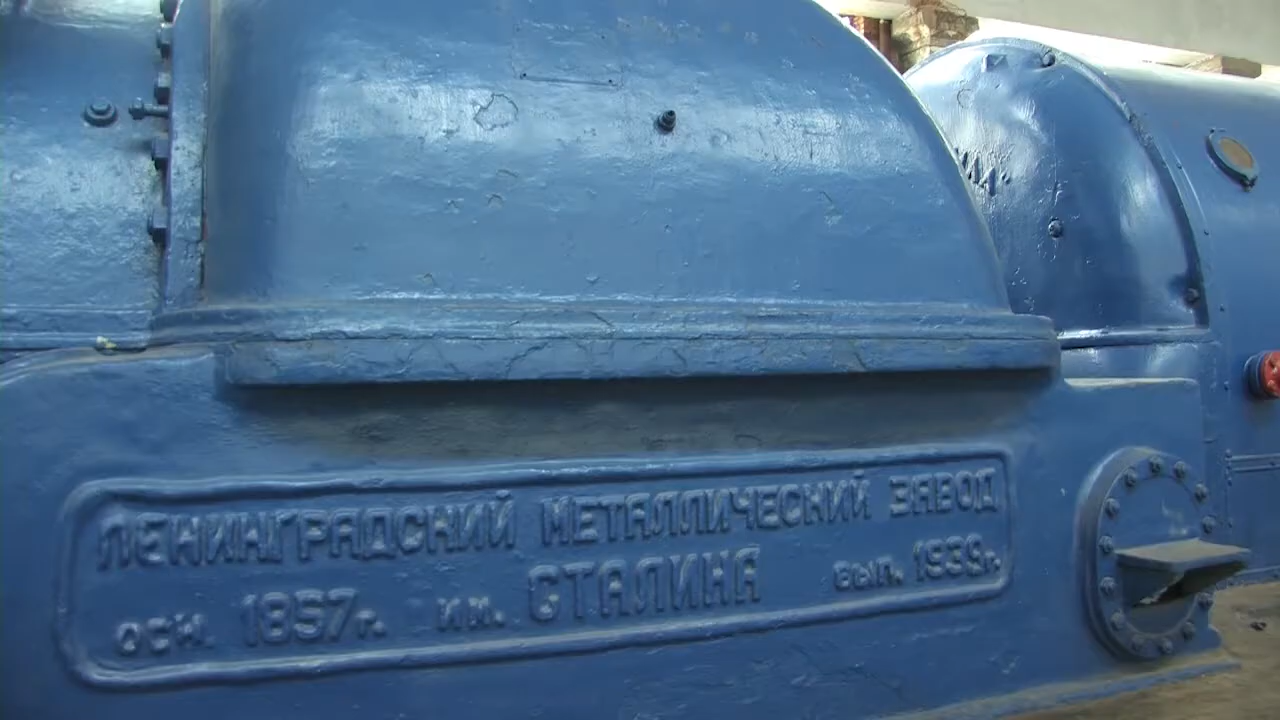 ЛЕНИНГРАДСКИЙ МЕТАЛЛИЧЕСКИЙ ЗАВОД
осн. 1857г. им. СТАЛИНА вып. 1939г.